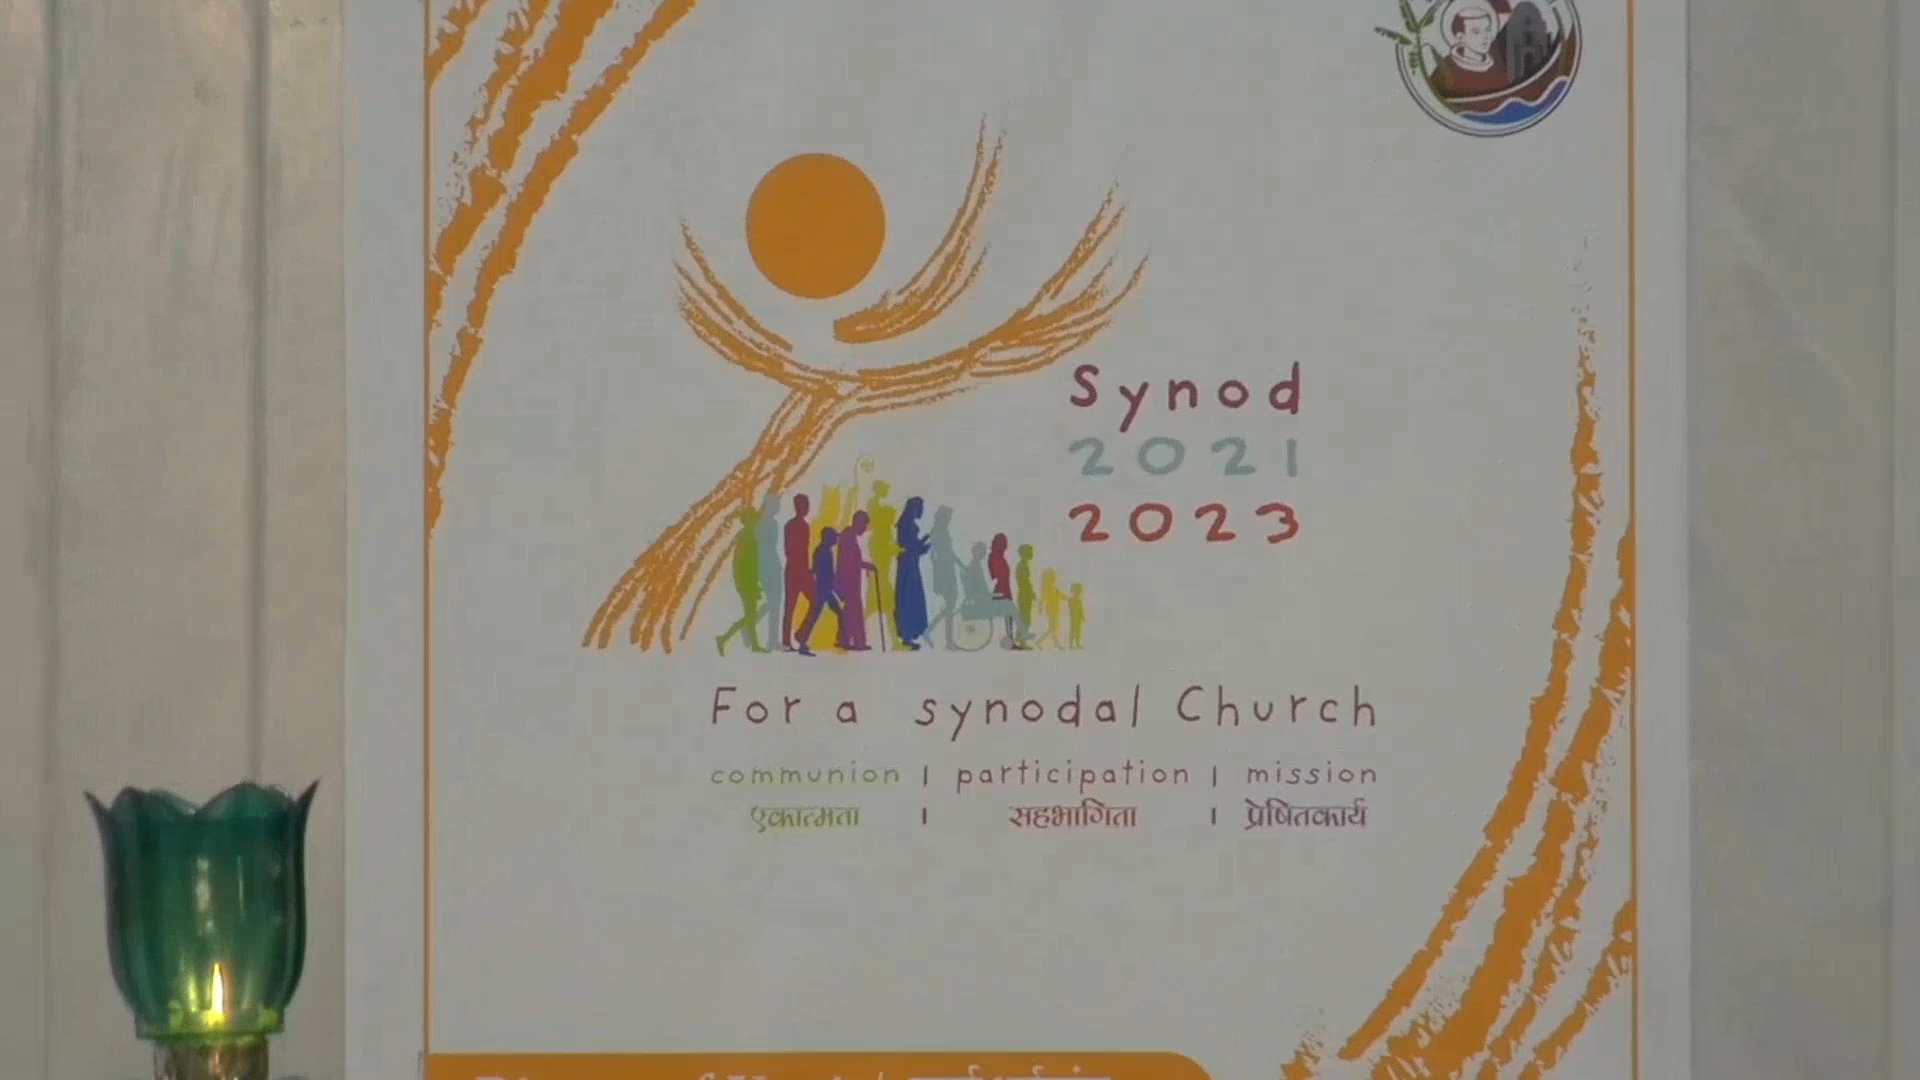 Synod
2021
2023
For a synodal Church
communion | participation | mission
एकात्मता | सहभागिता | प्रेषितकार्य